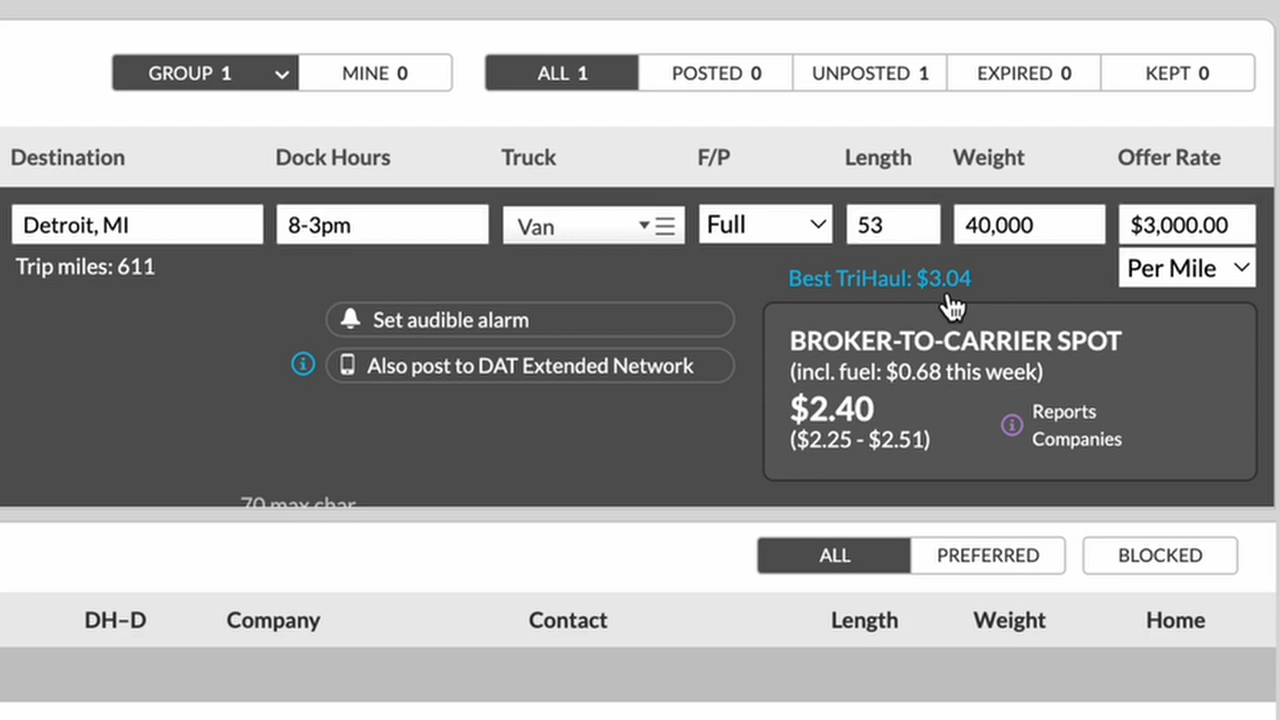 GROUP 1 MINE 0 ALL 1 POSTED 0 UNPOSTED 1 EXPIRED 0 KEPT 0
Destination Dock Hours Truck F/P Length Weight Offer Rate
Detroit, MI 8-3pm Van Full 53 40,000 $3,000.00
Trip miles: 611 Best TriHaul: $3.04 Per Mile
Set audible alarm
Also post to DAT Extended Network
BROKER-TO-CARRIER SPOT
(incl. fuel: $0.68 this week)
$2.40
($2.25 - $2.51)
Reports
Companies
70 max char
ALL PREFERRED BLOCKED
DH-D Company Contact Length Weight Home